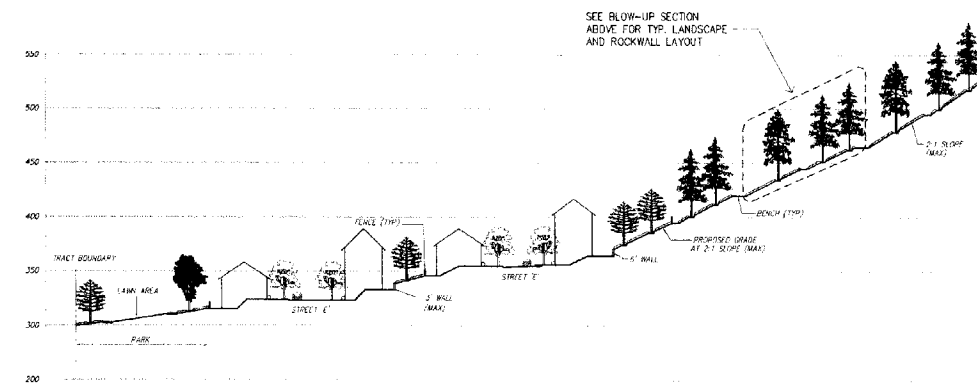 SEE BLOW-UP SECTION
ABOVE FOR TYP. LANDSCAPE
AND ROCKWALL LAYOUT
550
500
450
400
350
300
200
2:1 SLOPE
(MAX)
BENCH (TYP)
FENCE (TYP)
PROPOSED GRADE
AT 2:1 SLOPE (MAX)
TRACT BOUNDARY
LAWN AREA
STREET 'E'
5' WALL
(MAX)
STREET 'E'
WALL
PARK